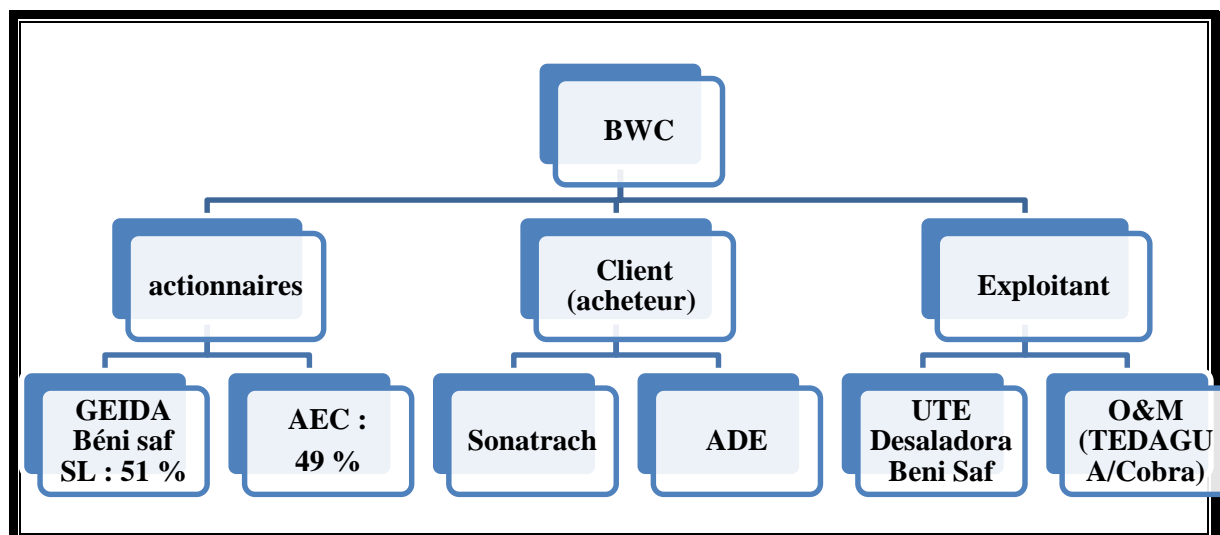 BWC
actionnaires
Client
(acheteur)
Exploitant
GEIDA
Béni saf
SL : 51 %
AEC :
49 %
Sonatrach
ADE
UTE
Desaladora
Beni Saf
O&M
(TEDAGU
A/Cobra)